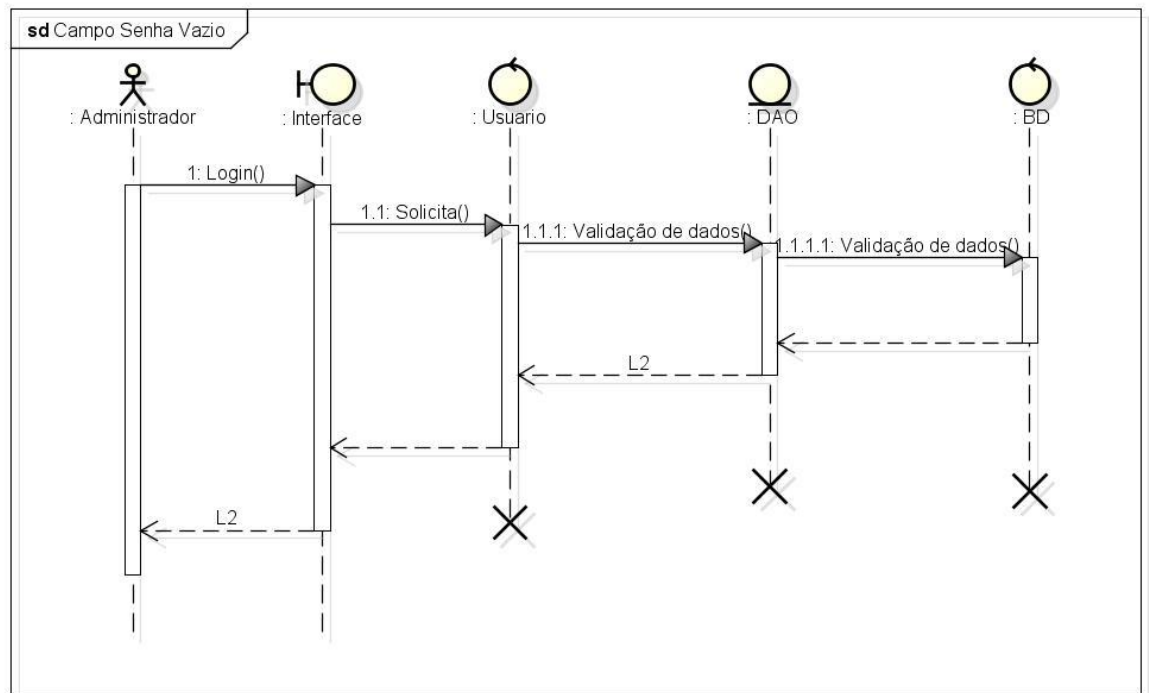 sd Campo Senha Vazio
: Administrador
: Interface
: Usuario
: DAO
: BD
1: Login()
1.1: Solicita()
1.1.1: Validação de dados()
1.1.1.1: Validação de dados()
L2
L2